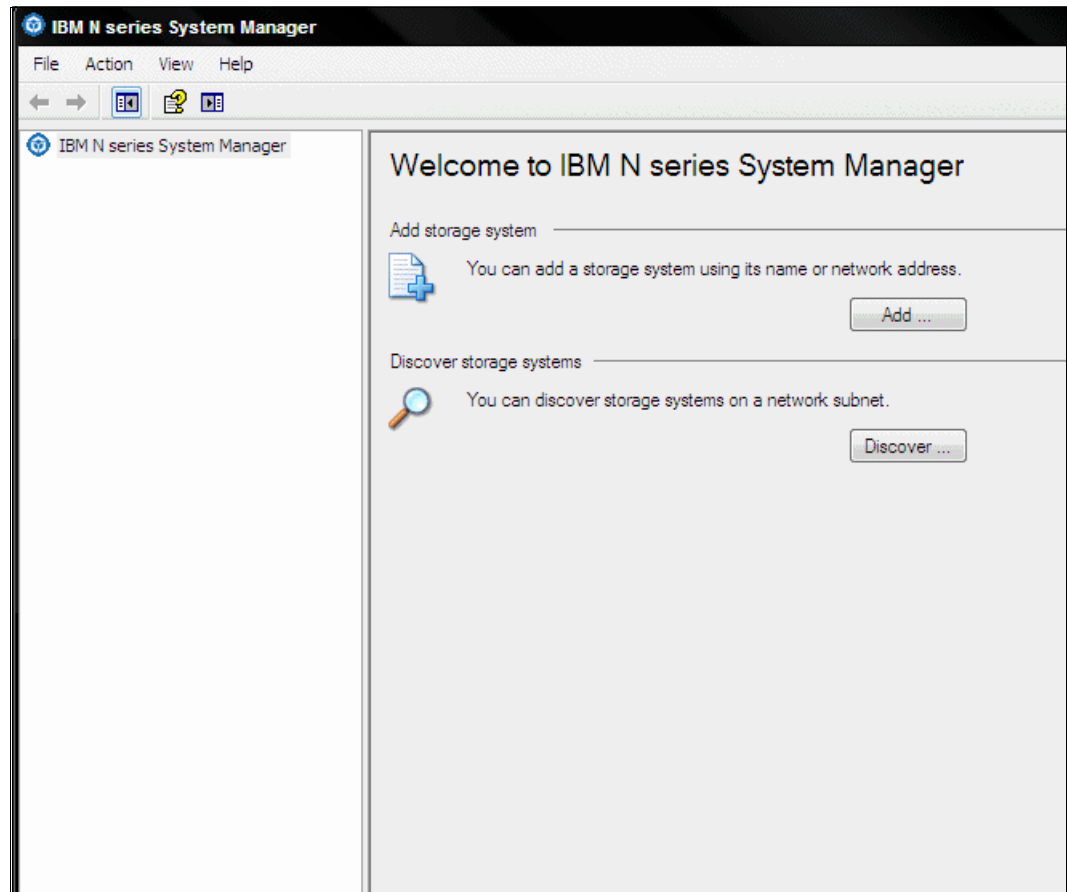 IBM N series System Manager
File Action View Help
IBM N series System Manager
Welcome to IBM N series System Manager
Add storage system
You can add a storage system using its name or network address.
Add ...
Discover storage systems
You can discover storage systems on a network subnet.
Discover ...